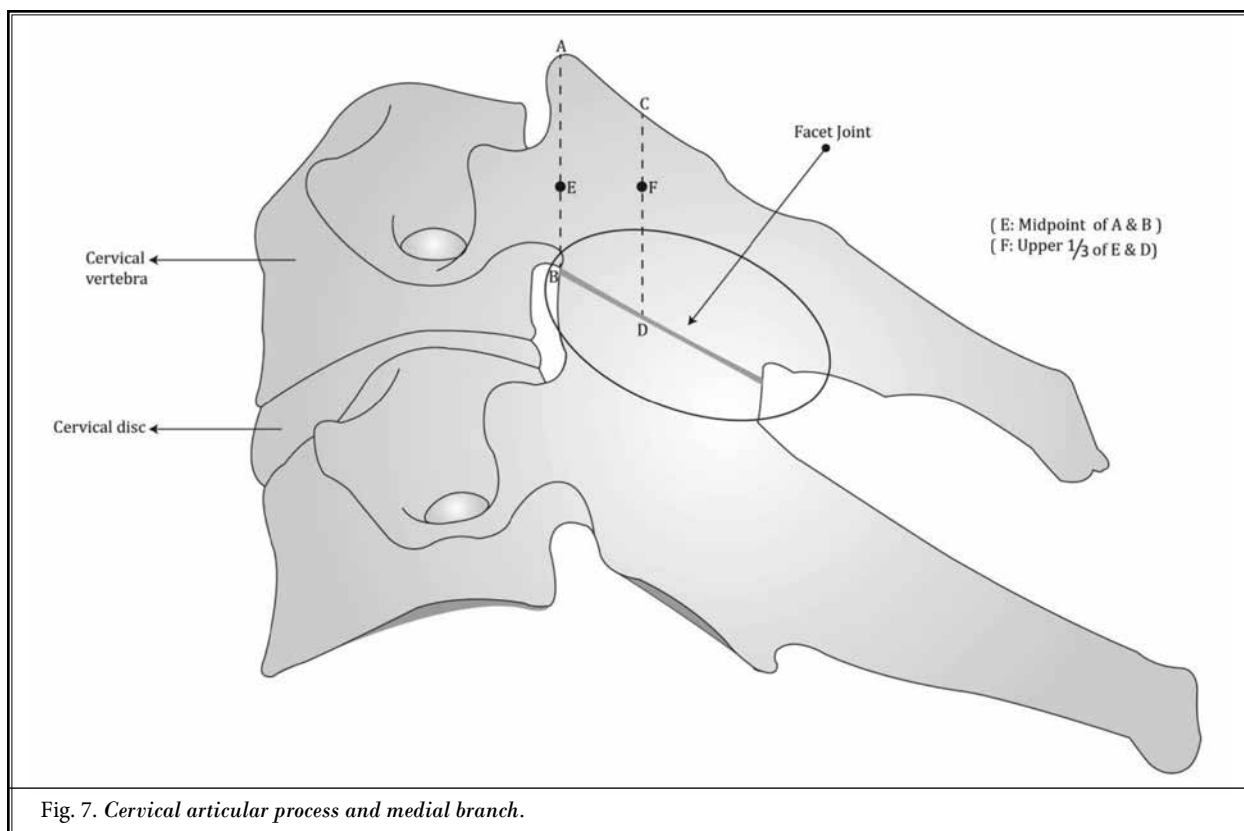 A
C
Facet Joint
E
F
( E: Midpoint of A & B )
( F: Upper 1/3 of E & D)
Cervical
vertebra
B
D
Cervical disc
Fig. 7. Cervical articular process and medial branch.